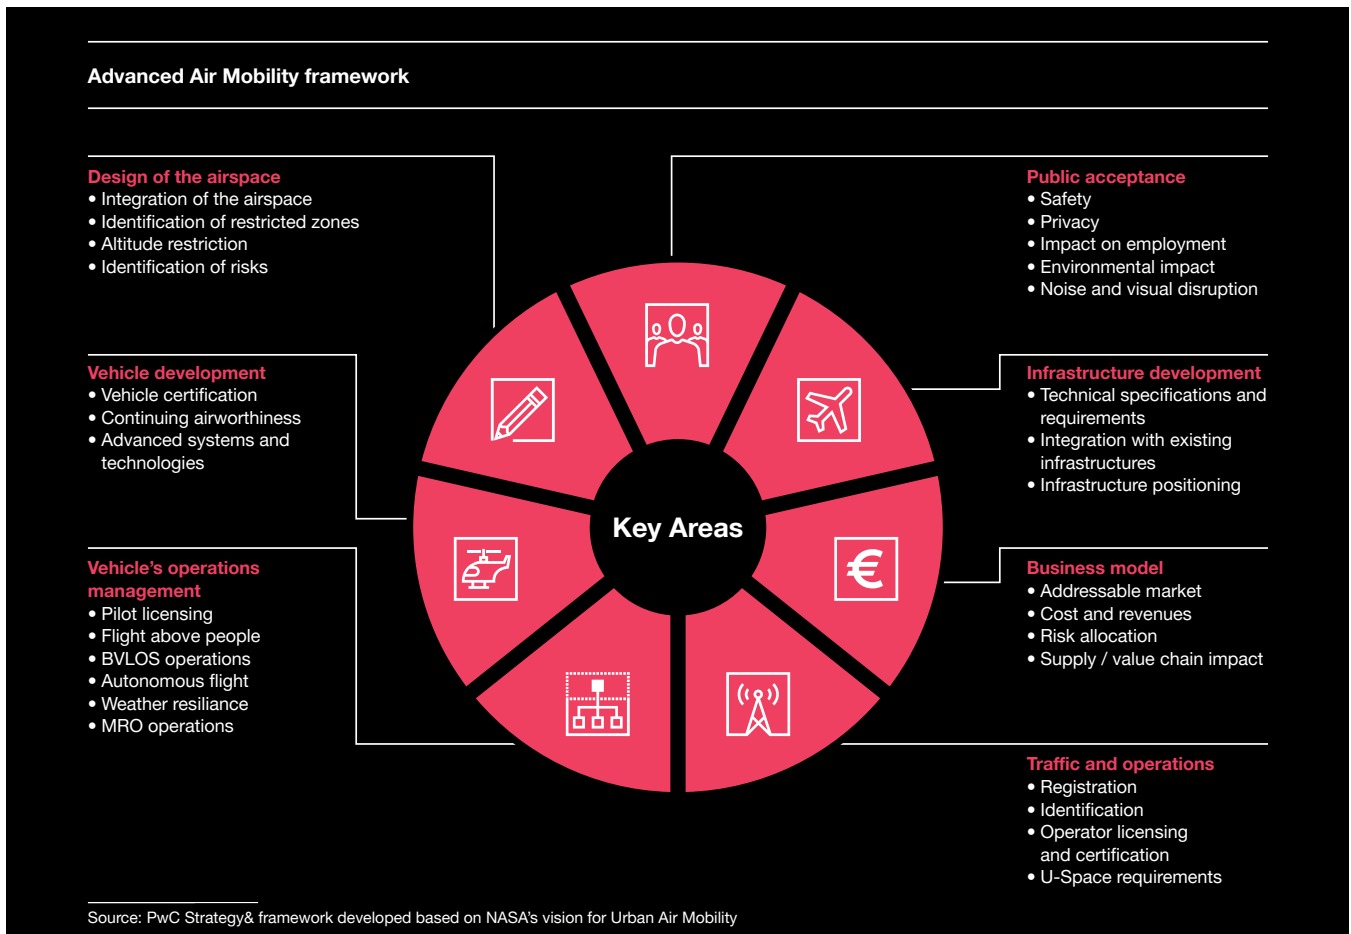 Advanced Air Mobility framework
Design of the airspace
• Integration of the airspace
• Identification of restricted zones
• Altitude restriction
• Identification of risks
Vehicle development
• Vehicle certification
• Continuing airworthiness
• Advanced systems and
technologies
Vehicle’s operations
management
• Pilot licensing
• Flight above people
• BVLOS operations
• Autonomous flight
• Weather resiliance
• MRO operations
Key Areas
€
Public acceptance
• Safety
• Privacy
• Impact on employment
• Environmental impact
• Noise and visual disruption
Infrastructure development
• Technical specifications and
requirements
• Integration with existing
infrastructures
• Infrastructure positioning
Business model
• Addressable market
• Cost and revenues
• Risk allocation
• Supply / value chain impact
Traffic and operations
• Registration
• Identification
• Operator licensing
and certification
• U-Space requirements
Source: PwC Strategy& framework developed based on NASA’s vision for Urban Air Mobility